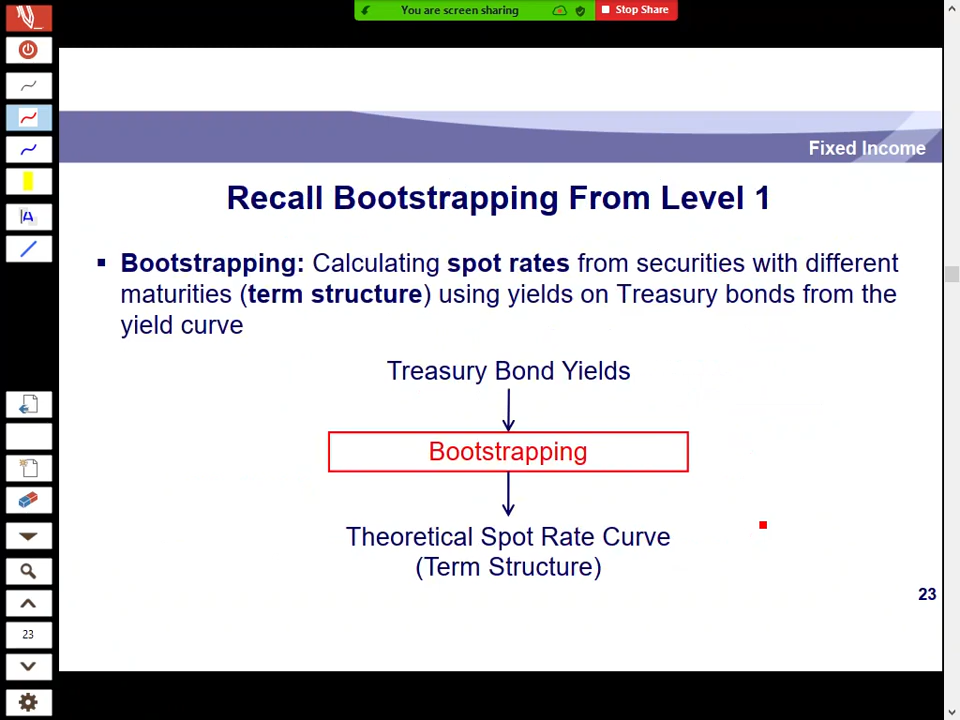 You are screen sharing
Stop Share
Fixed Income
Recall Bootstrapping From Level 1
▪ Bootstrapping: Calculating spot rates from securities with different
maturities (term structure) using yields on Treasury bonds from the
yield curve
Treasury Bond Yields
Bootstrapping
Theoretical Spot Rate Curve
(Term Structure)
23
A
23